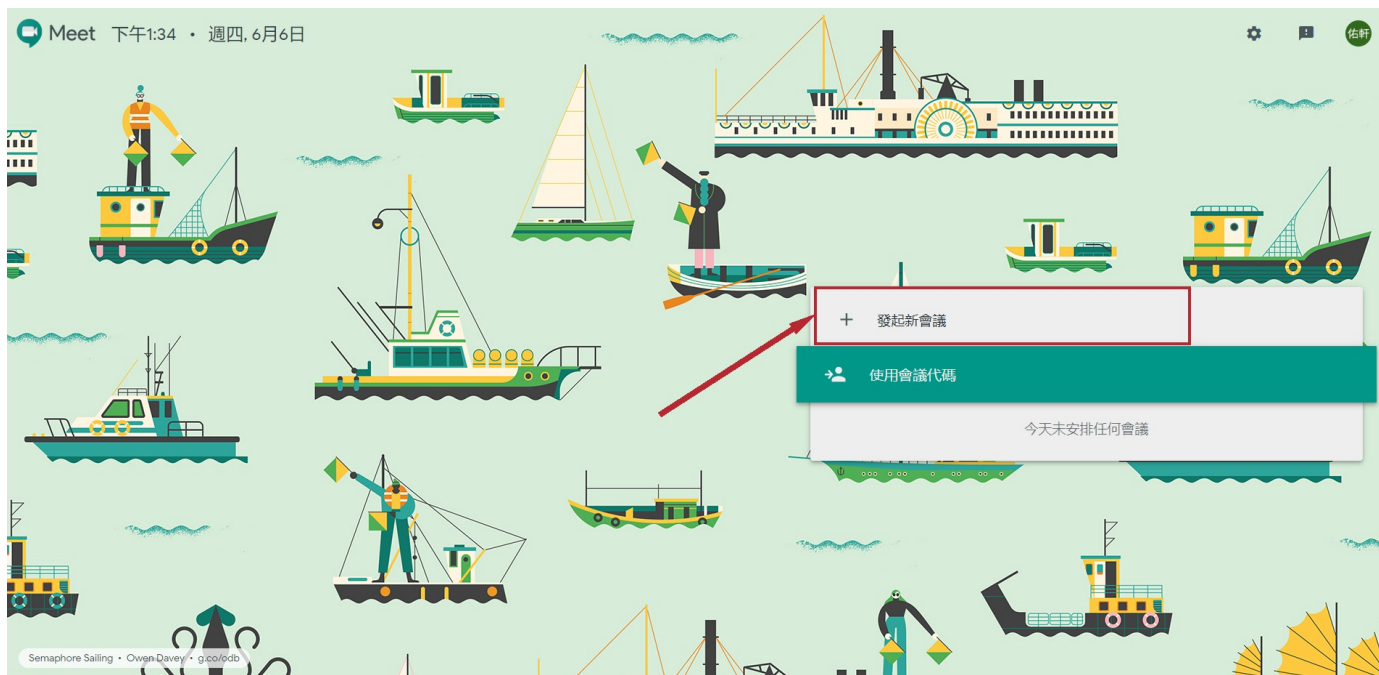 Meet 下午1:34 • 週四, 6月6日
佑軒
發起新會議
使用會議代碼
今天未安排任何會議
Semaphore Sailing • Owen Davey • g.co/odb